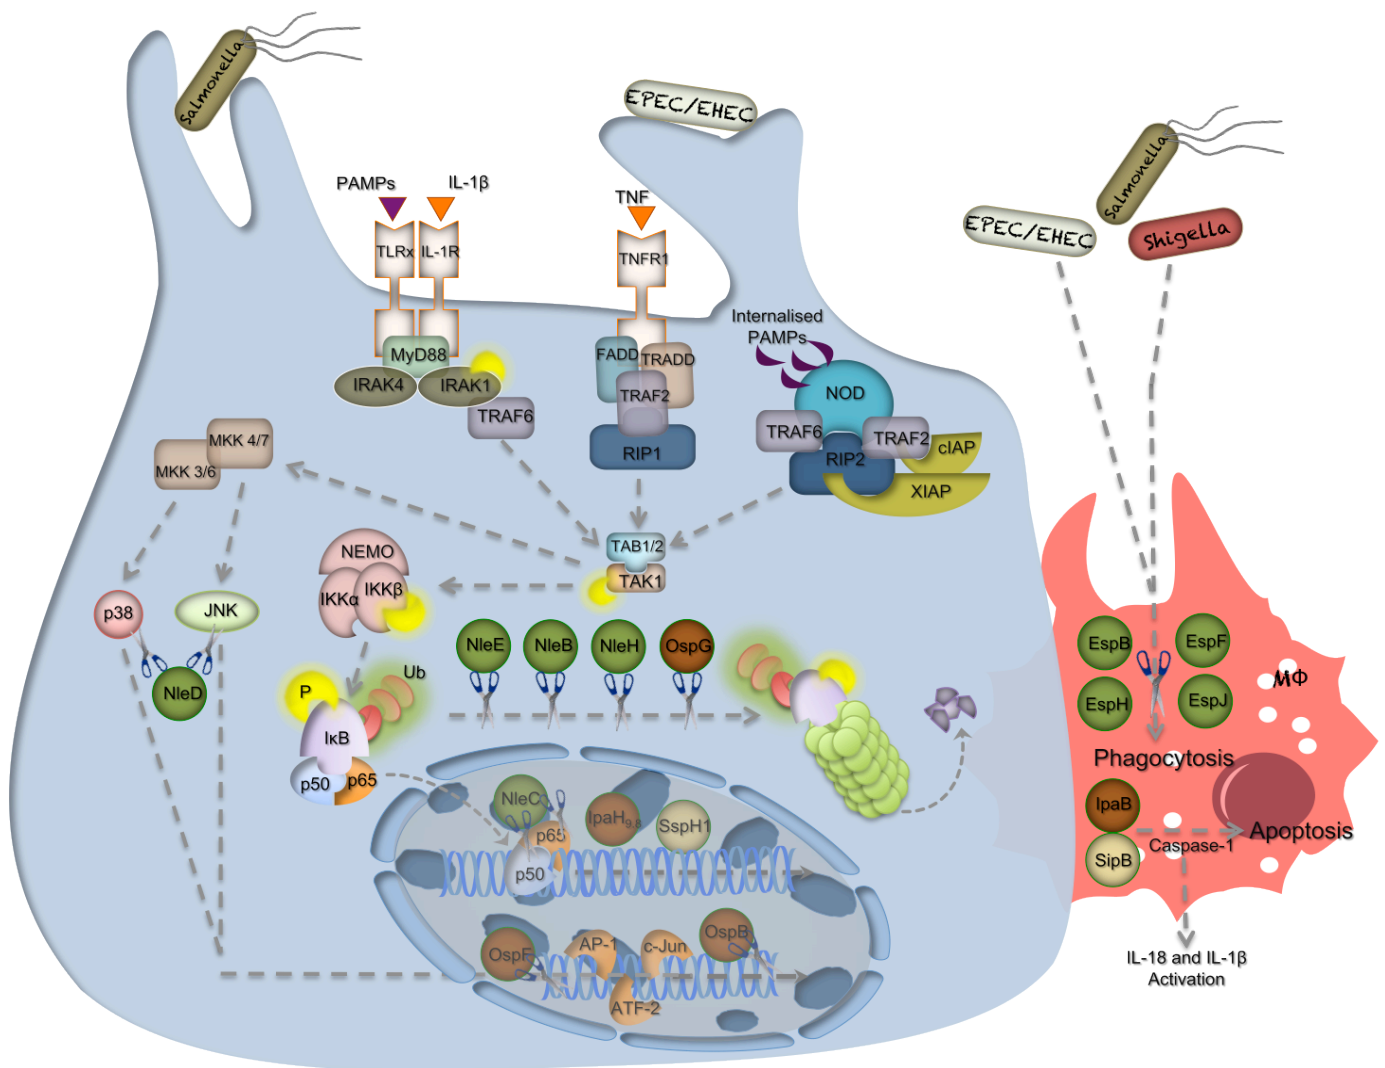 Salmonella
EPEC/EHEC
Salmonella
EPEC/EHEC
Shigella
PAMPs
IL-1β
TNF
TLRx
IL-1R
TNFR1
Internalised
PAMPs
MyD88
IRAK4
IRAK1
TRAF6
FADD
TRADD
TRAF2
RIP1
NOD
TRAF6
TRAF2
RIP2
cIAP
XIAP
MKK 4/7
MKK 3/6
TAB1/2
TAK1
NEMO
IKKα
IKKβ
p38
JNK
NleD
NleE
NleB
NleH
OspG
P
Ub
IκB
p50
p65
NleC
p65
p50
IpaH9.8
SspH1
OspF
AP-1
c-Jun
OspB
ATF-2
EspB
EspF
EspH
EspJ
MΦ
Phagocytosis
IpaB
SipB
Caspase-1
Apoptosis
IL-18 and IL-1β
Activation